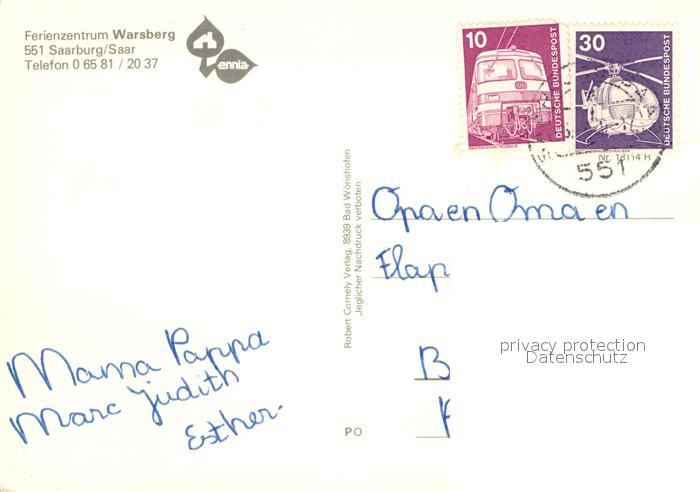 Ferienzentrum Warsberg
551 Saarburg/Saar
Telefon 0 65 81 / 20 37
ennia
10
DEUTSCHE BUNDESPOST
30
DEUTSCHE BUNDESPOST
551
Nr. 13114 H
Robert Cornely Verlag, 8939 Bad Wörishofen
Jeglicher Nachdruck verboten
Opa en Oma en
Flap
B
privacy protection
Datenschutz
Mama Pappa
Marc Judith
Esther.
PO